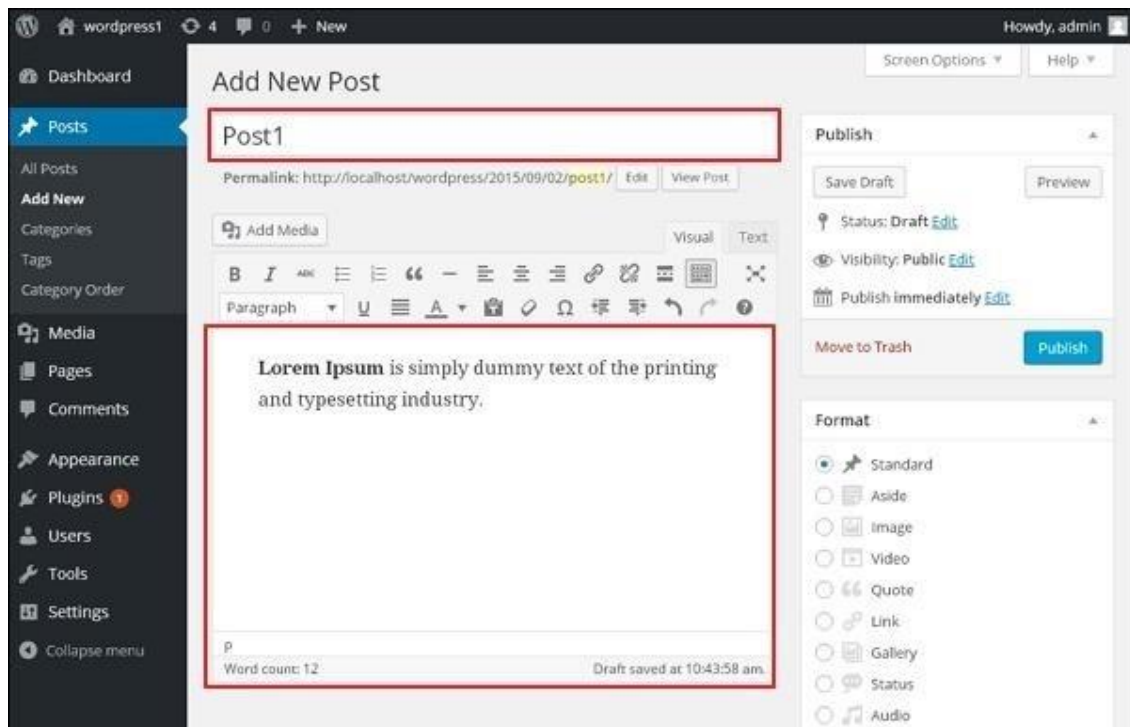 wordpress1 4 0 + New
Howdy, admin
Dashboard
Posts
All Posts
Add New
Categories
Tags
Category Order
Media
Pages
Comments
Appearance
Plugins 1
Users
Tools
Settings
Collapse menu
Screen Options
Help
Add New Post
Post1
Permalink: http://localhost/wordpress/2015/09/02/post1/ Edit View Post
Add Media
Visual Text
B I ABC
Paragraph U A Ω
Lorem Ipsum is simply dummy text of the printing
and typesetting industry.
p
Word count: 12
Draft saved at 10:43:58 am.
Publish
Save Draft
Preview
Status: Draft Edit
Visibility: Public Edit
Publish immediately Edit
Move to Trash
Publish
Format
Standard
Aside
Image
Video
Quote
Link
Gallery
Status
Audio